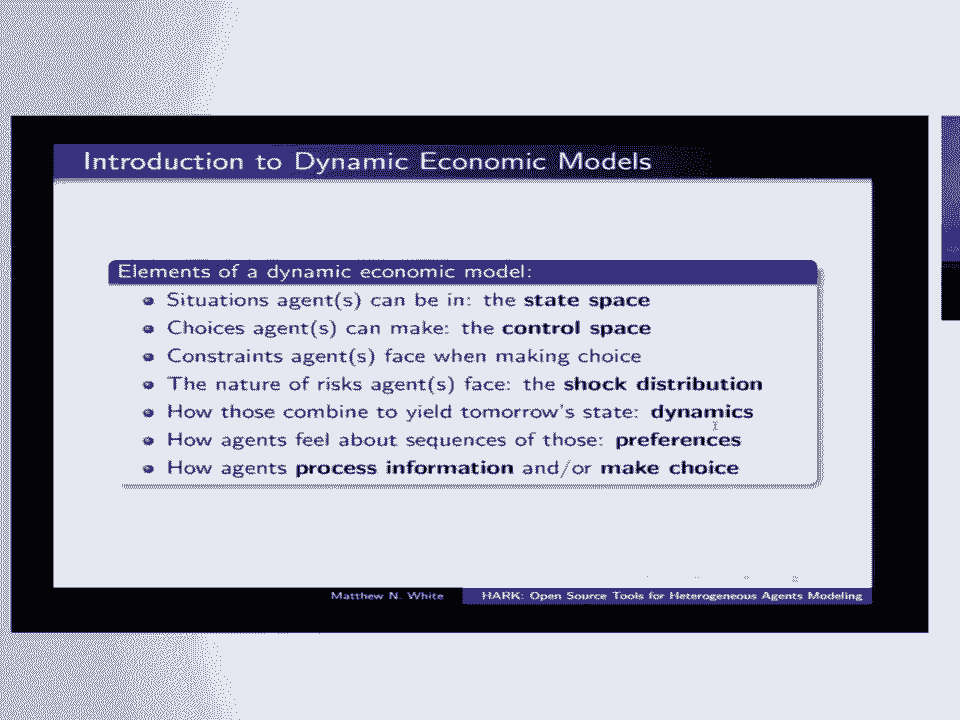 Introduction to Dynamic Economic Models
Elements of a dynamic economic model:
Situations agent(s) can be in: the state space
Choices agent(s) can make: the control space
Constraints agent(s) face when making choice
The nature of risks agent(s) face: the shock distribution
How those combine to yield tomorrow's state: dynamics
How agents feel about sequences of those: preferences
How agents process information and/or make choice
Matthew N. White
HARK: Open Source Tools for Heterogeneous Agents Modeling